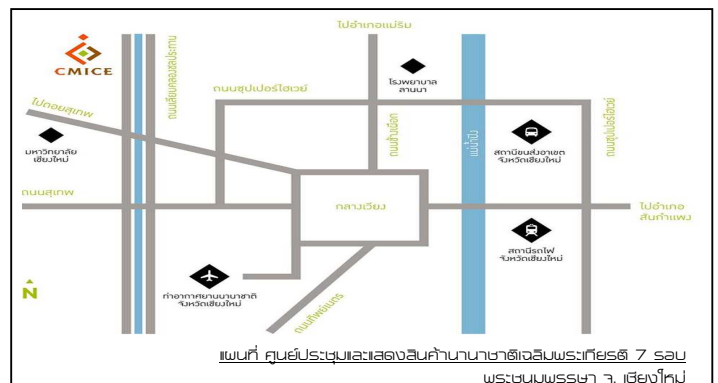 ไปอำเภอแม่ริม
CMICE
ถนนเลียบคลองชลประทาน
ถนนซุปเปอร์ไฮเวย์
โรงพยาบาล
ลานนา
ไปดอยสุเทพ
มหาวิทยาลัย
เชียงใหม่
ถนนช้างเผือก
แม่น้ำปิง
สถานีขนส่งอาเขต
จังหวัดเชียงใหม่
ถนนซุปเปอร์ไฮเวย์
ถนนสุเทพ
กลางเวียง
ไปอำเภอ
สันกำแพง
สถานีรถไฟ
จังหวัดเชียงใหม่
N
ท่าอากาศยานนานาชาติ
จังหวัดเชียงใหม่
ถนนทิพย์เนตร
แผนที่ ศูนย์ประชุมและแสดงสินค้านานาชาติเฉลิมพระเกียรติ 7 รอบ
พระชนมพรรษา จ. เชียงใหม่